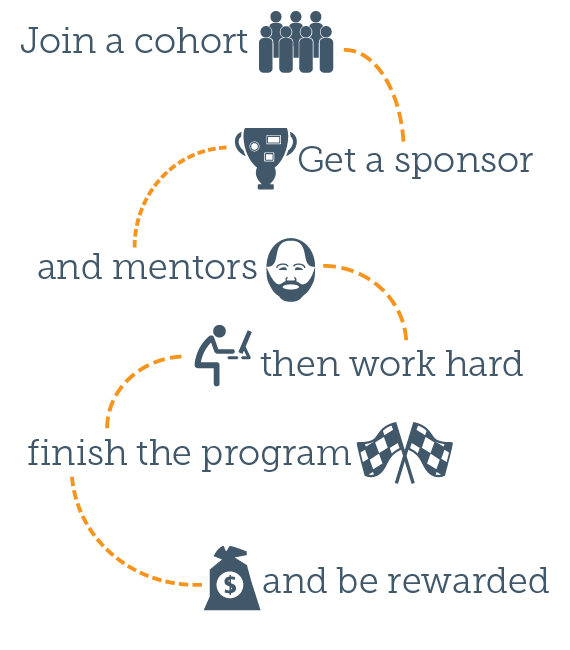 Join a cohort
Get a sponsor
and mentors
then work hard
finish the program
$
and be rewarded